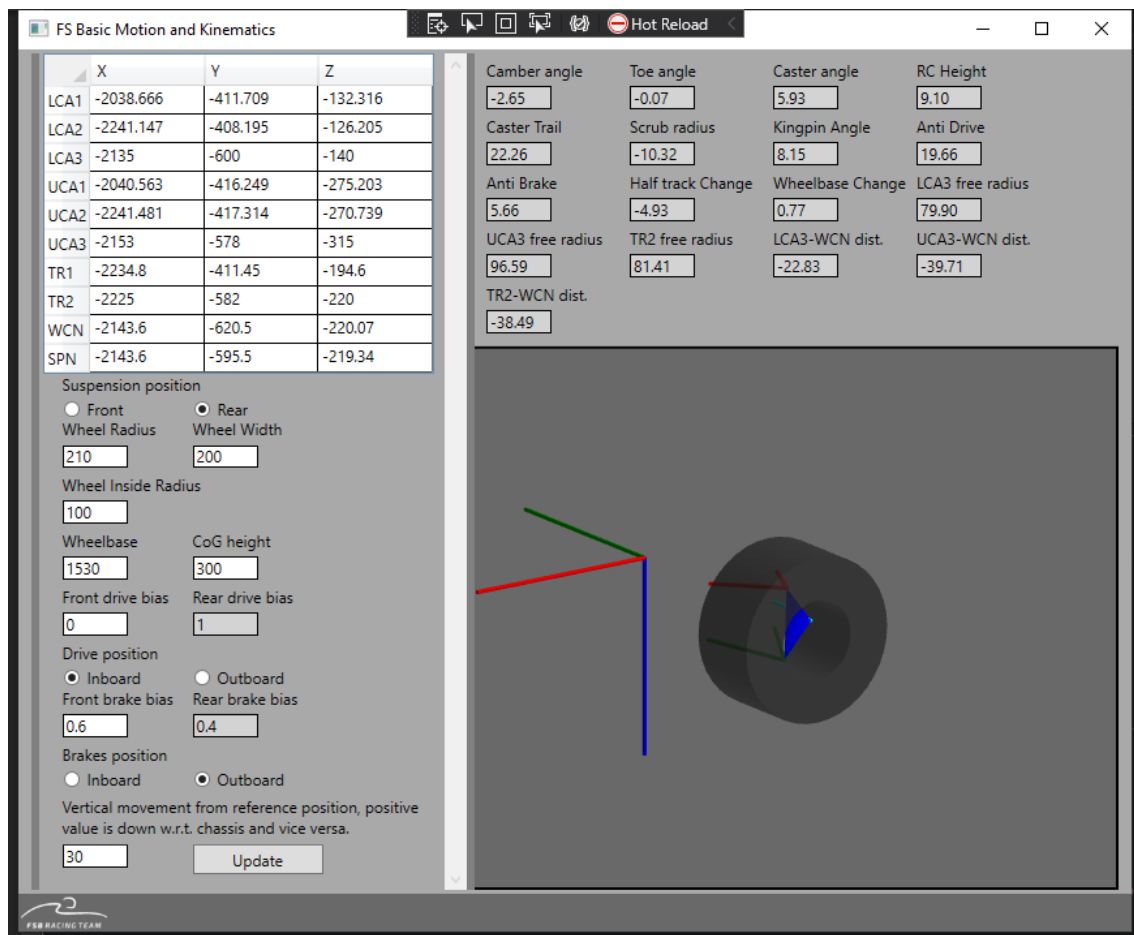 FS Basic Motion and Kinematics
Hot Reload
X Y Z
LCA1 -2038.666 -411.709 -132.316
LCA2 -2241.147 -408.195 -126.205
LCA3 -2135 -600 -140
UCA1 -2040.563 -416.249 -275.203
UCA2 -2241.481 -417.314 -270.739
UCA3 -2153 -578 -315
TR1 -2234.8 -411.45 -194.6
TR2 -2225 -582 -220
WCN -2143.6 -620.5 -220.07
SPN -2143.6 -595.5 -219.34
Suspension position
Front Rear
Wheel Radius Wheel Width
210 200
Wheel Inside Radius
100
Wheelbase CoG height
1530 300
Front drive bias Rear drive bias
0 1
Drive position
Inboard Outboard
Front brake bias Rear brake bias
0.6 0.4
Brakes position
Inboard Outboard
Vertical movement from reference position, positive
value is down w.r.t. chassis and vice versa.
30 Update
Camber angle Toe angle Caster angle RC Height
-2.65 -0.07 5.93 9.10
Caster Trail Scrub radius Kingpin Angle Anti Drive
22.26 -10.32 8.15 19.66
Anti Brake Half track Change Wheelbase Change LCA3 free radius
5.66 -4.93 0.77 79.90
UCA3 free radius TR2 free radius LCA3-WCN dist. UCA3-WCN dist.
96.59 81.41 -22.83 -39.71
TR2-WCN dist.
-38.49
FSB RACING TEAM